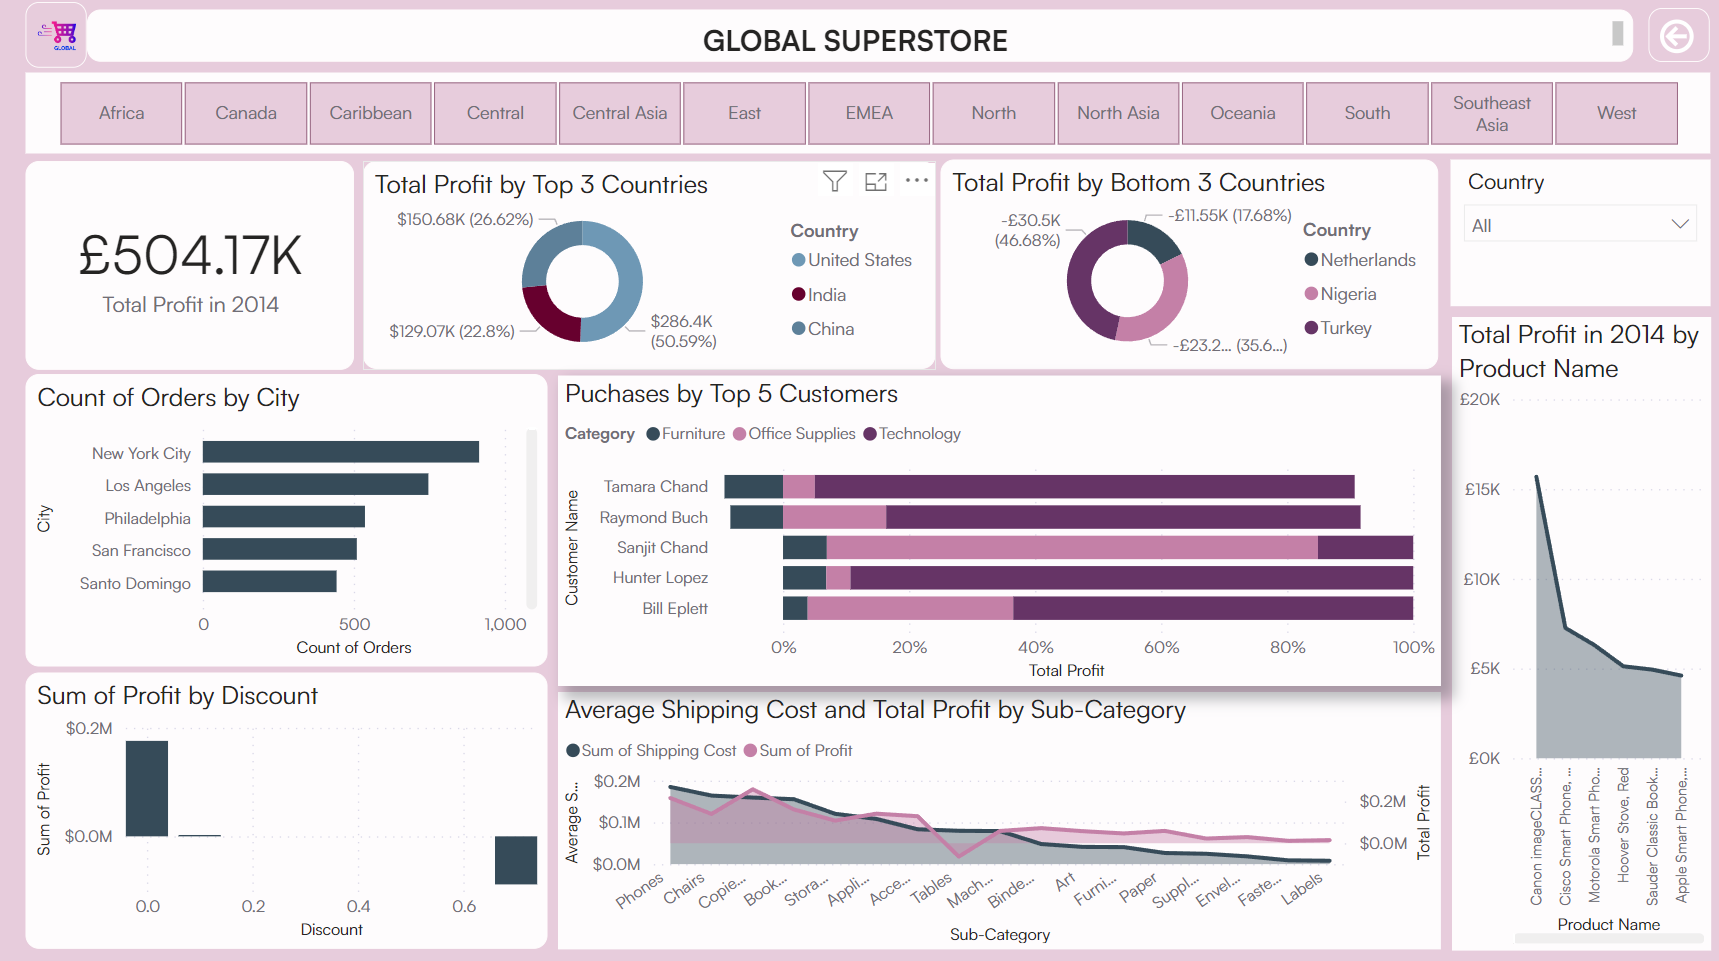 GLOBAL
GLOBAL SUPERSTORE
Africa
Canada
Caribbean
Central
Central Asia
East
EMEA
North
North Asia
Oceania
South
Southeast
Asia
West
£504.17K
Total Profit in 2014
Total Profit by Top 3 Countries
$150.68K (26.62%)
$129.07K (22.8%)
$286.4K
(50.59%)
Country
United States
India
China
Total Profit by Bottom 3 Countries
-£30.5K
(46.68%)
-£11.55K (17.68%)
-£23.2... (35.6...)
Country
Netherlands
Nigeria
Turkey
Country
All
Count of Orders by City
City
New York City
Los Angeles
Philadelphia
San Francisco
Santo Domingo
0
500
1,000
Count of Orders
Puchases by Top 5 Customers
Category
Furniture
Office Supplies
Technology
Customer Name
Tamara Chand
Raymond Buch
Sanjit Chand
Hunter Lopez
Bill Eplett
0%
20%
40%
60%
80%
100%
Total Profit
Total Profit in 2014 by
Product Name
£20K
£15K
£10K
£5K
£0K
Canon imageCLASS...
Cisco Smart Phone, ...
Motorola Smart Pho...
Hoover Stove, Red
Sauder Classic Book...
Apple Smart Phone,...
Product Name
Sum of Profit by Discount
Sum of Profit
$0.2M
$0.0M
0.0
0.2
0.4
0.6
Discount
Average Shipping Cost and Total Profit by Sub-Category
Sum of Shipping Cost
Sum of Profit
Average S...
$0.2M
$0.1M
$0.0M
$0.2M
$0.0M
Total Profit
Phones
Chairs
Copie...
Book...
Stora...
Appli...
Acce...
Tables
Mach...
Binde...
Art
Furni...
Paper
Suppl...
Envel...
Faste...
Labels
Sub-Category